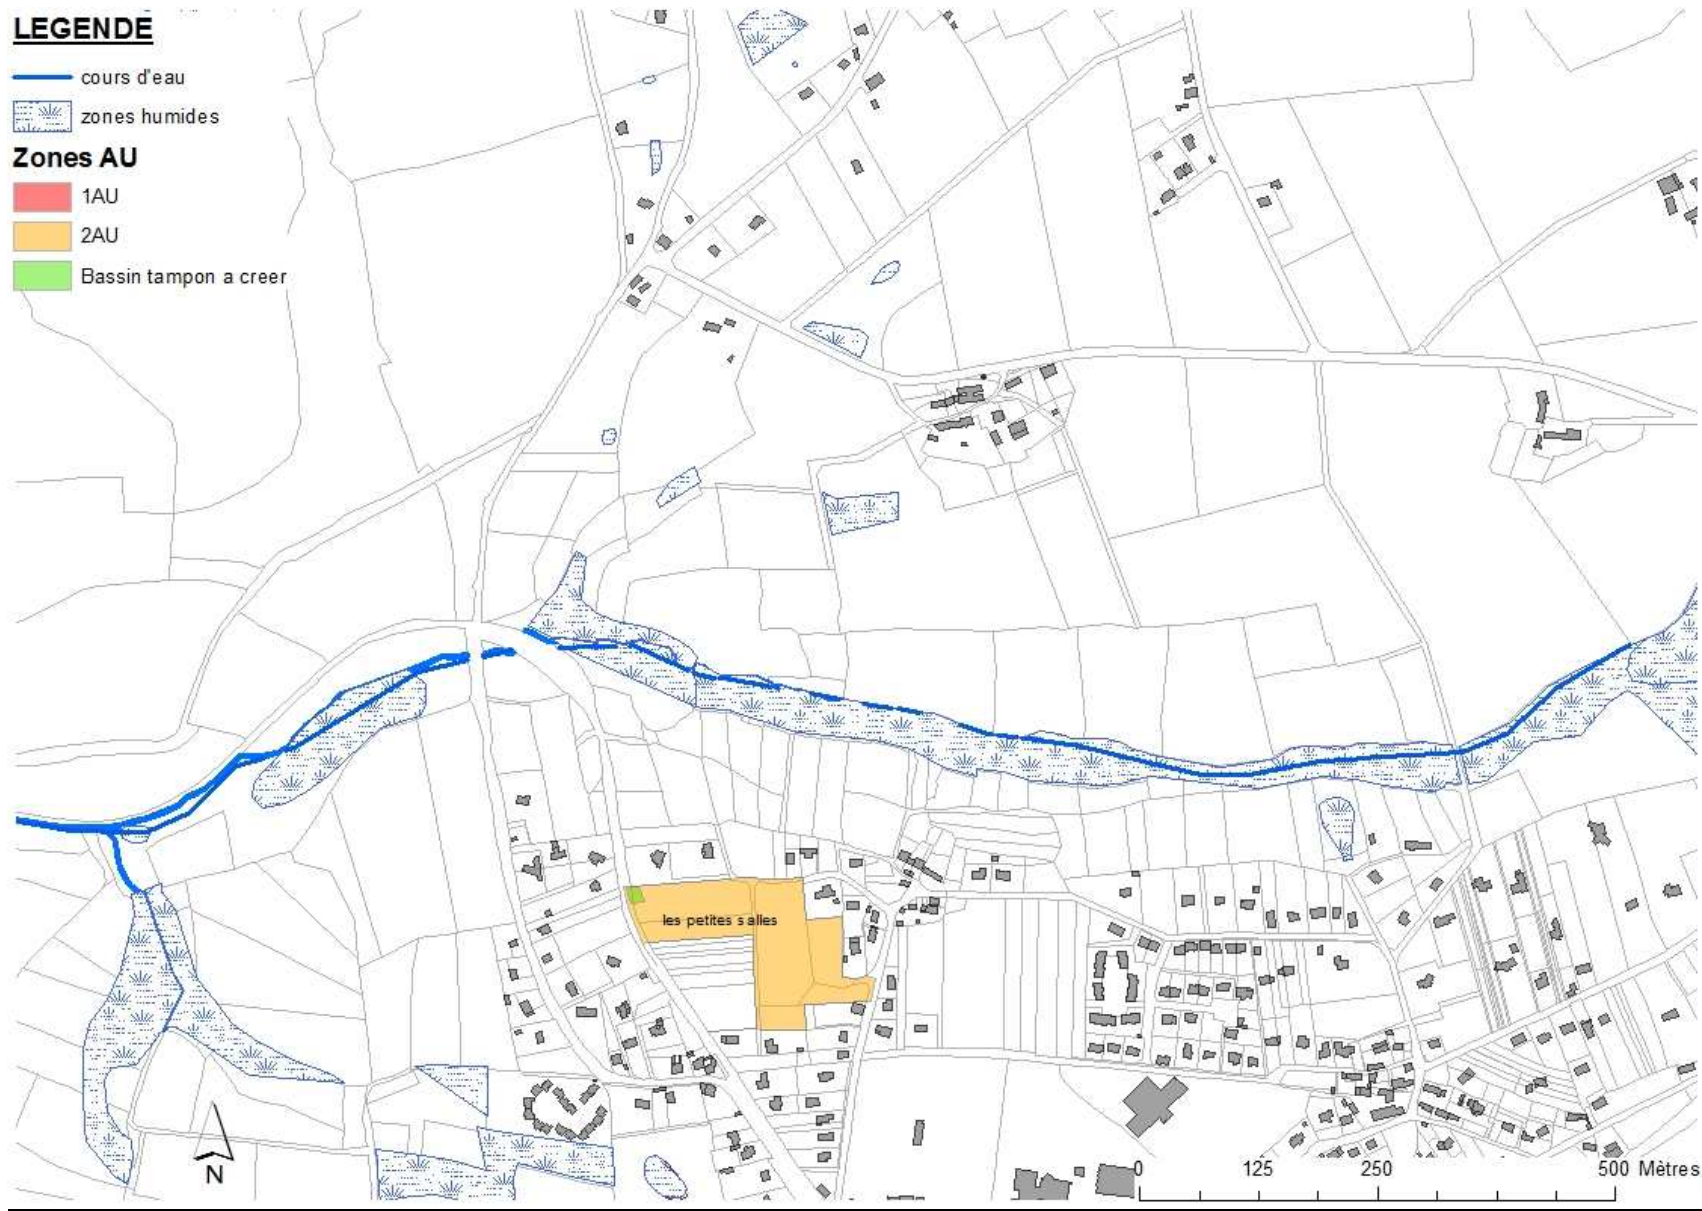 LEGENDE
cours d'eau
zones humides
Zones AU
1AU
2AU
Bassin tampon a creer
les petites salles
N
0 125 250 500 Mètres